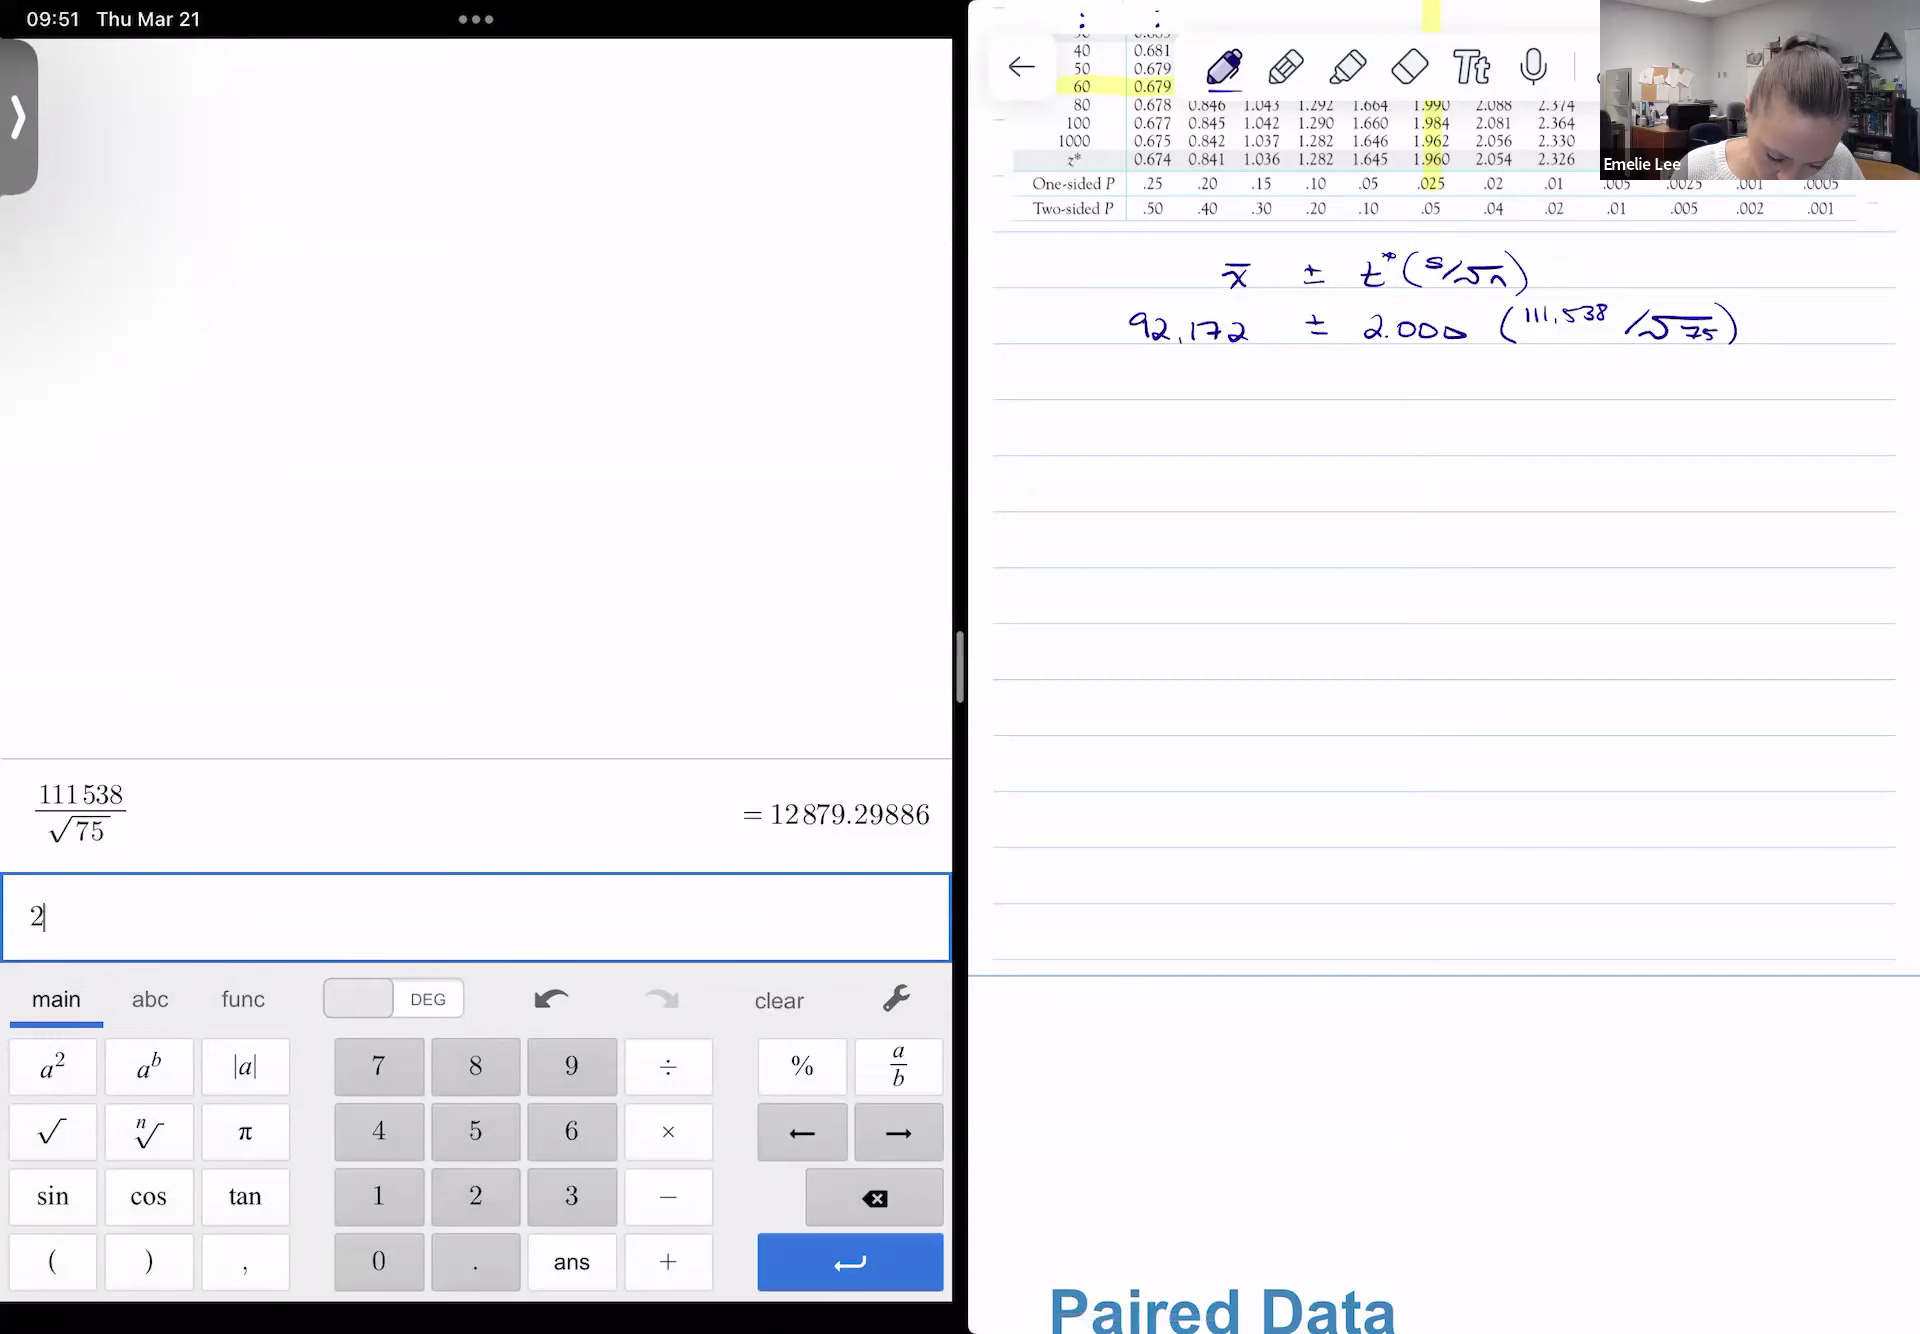 09:51 Thu Mar 21
111 538
√75
= 12 879.29886
2
main abc func DEG clear
a² aᵇ |a| 7 8 9 ÷ % a/b
√ ⁿ√ π 4 5 6 × ← →
sin cos tan 1 2 3 −
( ) , 0 . ans +
40 0.681
50 0.679
60 0.679
80 0.678 0.846 1.043 1.292 1.664 1.990 2.088 2.374
100 0.677 0.845 1.042 1.290 1.660 1.984 2.081 2.364
1000 0.675 0.842 1.037 1.282 1.646 1.962 2.056 2.330
z* 0.674 0.841 1.036 1.282 1.645 1.960 2.054 2.326
One-sided P .25 .20 .15 .10 .05 .025 .02 .01 .005 .0025 .001 .0005
Two-sided P .50 .40 .30 .20 .10 .05 .04 .02 .01 .005 .002 .001
Tt
Emelie Lee
x̄ ± t*(s/√n)
92,172 ± 2.000 (111,538/√75)
Paired Data